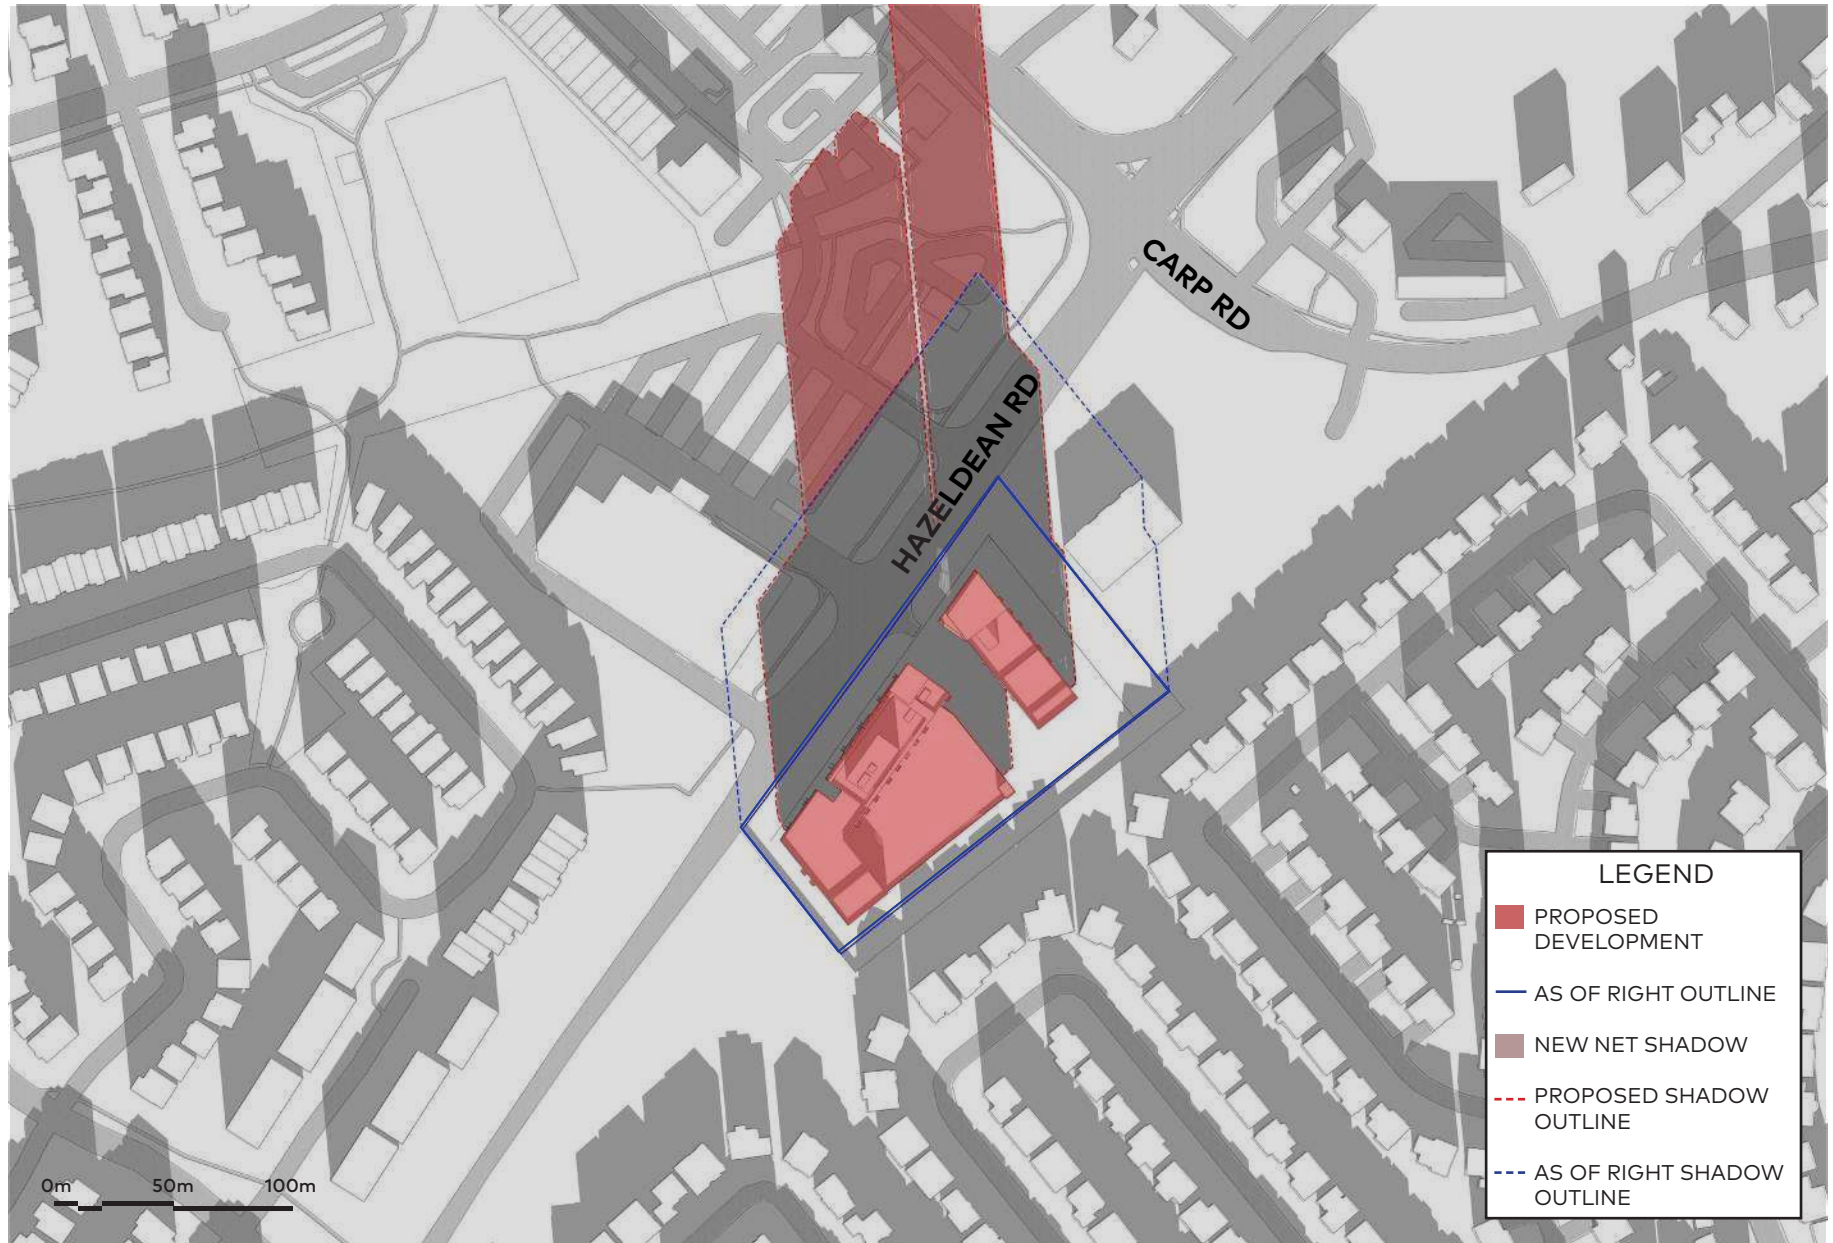 CARP RD
HAZELDEAN RD
LEGEND
PROPOSED
DEVELOPMENT
AS OF RIGHT OUTLINE
NEW NET SHADOW
PROPOSED SHADOW
OUTLINE
AS OF RIGHT SHADOW
OUTLINE
0m 50m 100m